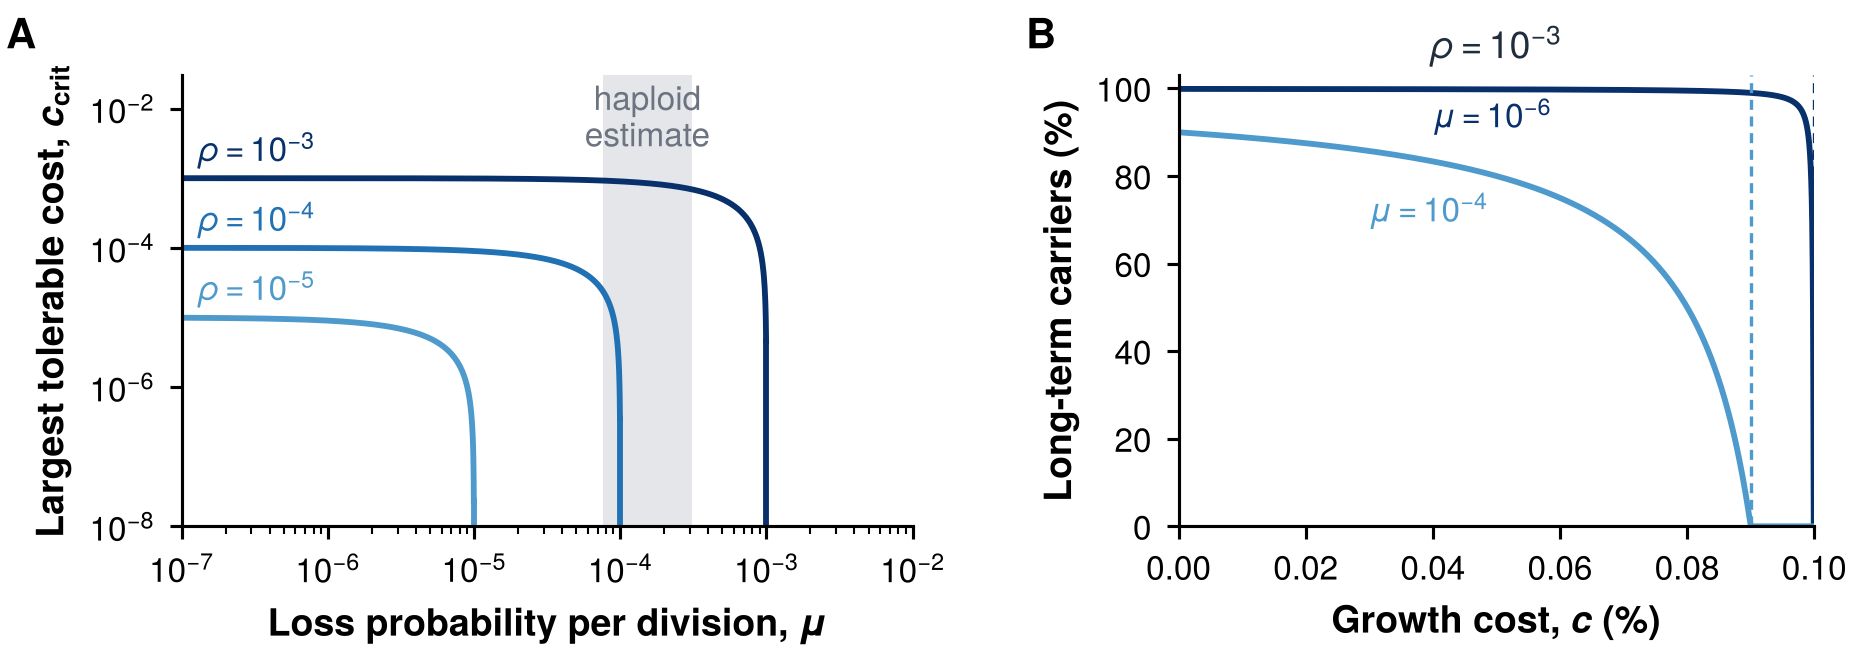 A
Largest tolerable cost, c_crit
10⁻²
10⁻⁴
10⁻⁶
10⁻⁸
haploid
estimate
ρ = 10⁻³
ρ = 10⁻⁴
ρ = 10⁻⁵
10⁻⁷ 10⁻⁶ 10⁻⁵ 10⁻⁴ 10⁻³ 10⁻²
Loss probability per division, μ
B
ρ = 10⁻³
Long-term carriers (%)
100
80
60
40
20
0
μ = 10⁻⁶
μ = 10⁻⁴
0.00 0.02 0.04 0.06 0.08 0.10
Growth cost, c (%)